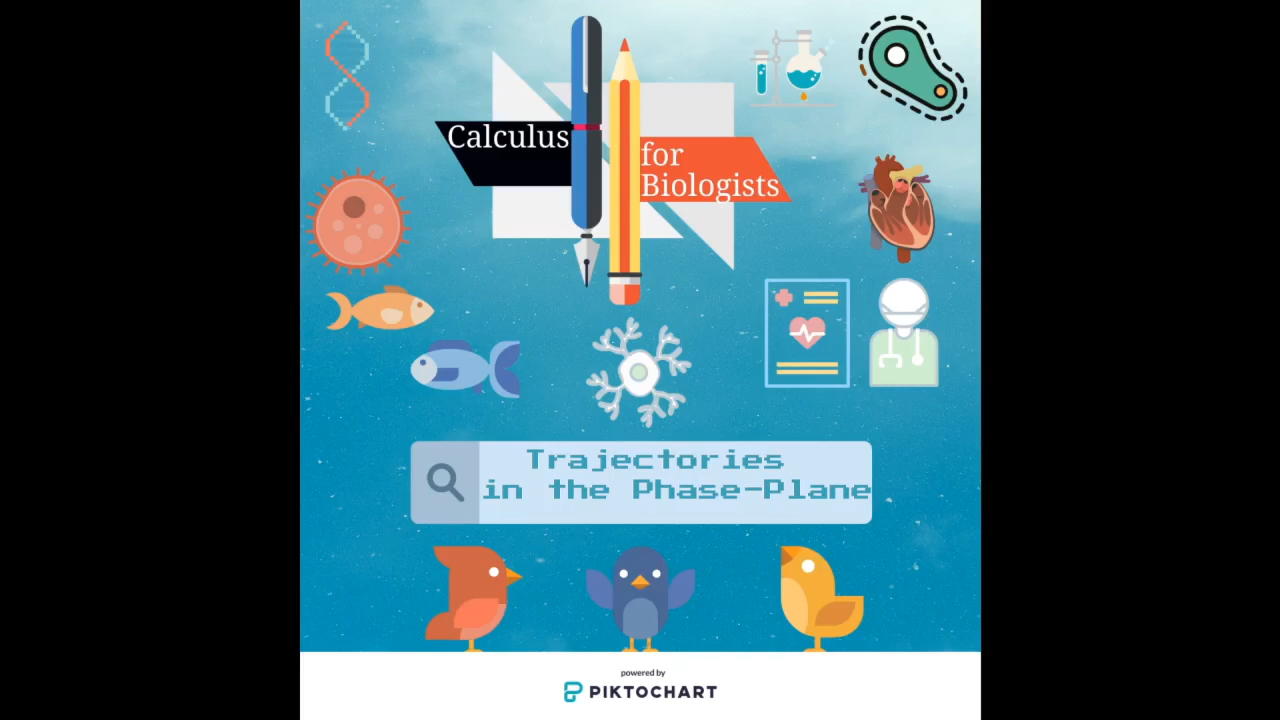 Calculus
for
Biologists
Trajectories
in the Phase-Plane
powered by
PIKTOCHART